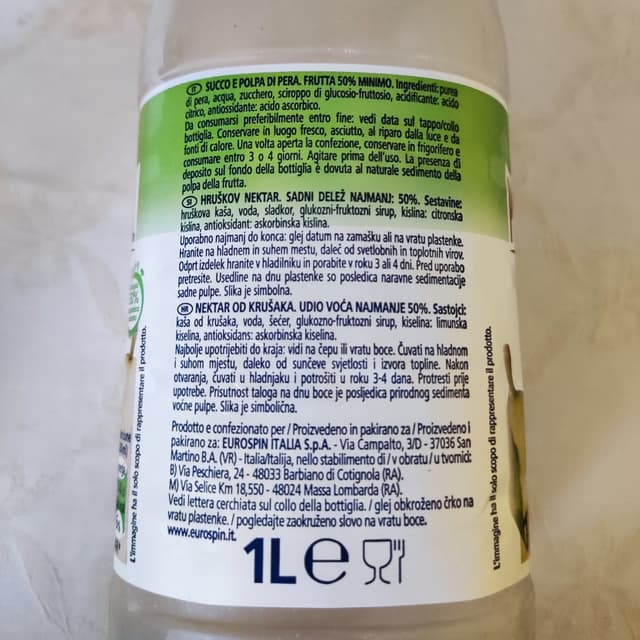 IT SUCCO E POLPA DI PERA. FRUTTA 50% MINIMO. Ingredienti: purea
di pera, acqua, zucchero, sciroppo di glucosio-fruttosio, acidificante: acido
citrico, antiossidante: acido ascorbico.
Da consumarsi preferibilmente entro fine: vedi data sul tappo/collo
bottiglia. Conservare in luogo fresco, asciutto, al riparo dalla luce e da
fonti di calore. Una volta aperta la confezione, conservare in frigorifero e
consumare entro 3 o 4 giorni. Agitare prima dell'uso. La presenza di
deposito sul fondo della bottiglia è dovuta al naturale sedimento della
polpa della frutta.
SI HRUŠKOV NEKTAR. SADNI DELEŽ NAJMANJ: 50%. Sestavine:
hruškova kaša, voda, sladkor, glukozni-fruktozni sirup, kislina: citronska
kislina, antioksidant: askorbinska kislina.
Uporabno najmanj do konca: glej datum na zamašku ali na vratu plastenke.
Hranite na hladnem in suhem mestu, daleč od svetlobnih in toplotnih virov.
Odprt izdelek hranite v hladilniku in porabite v roku 3 ali 4 dni. Pred uporabo
pretresite. Usedline na dnu plastenke so posledica naravne sedimentacije
sadne pulpe. Slika je simbolna.
HR NEKTAR OD KRUŠAKA. UDIO VOĆA NAJMANJE 50%. Sastojci:
kaša od krušaka, voda, šećer, glukozno-fruktozni sirup, kiselina: limunska
kiselina, antioksidans: askorbinska kiselina.
Najbolje upotrijebiti do kraja: vidi na čepu ili vratu boce. Čuvati na hladnom
i suhom mjestu, daleko od sunčeve svjetlosti i izvora topline. Nakon
otvaranja, čuvati u hladnjaku i potrošiti u roku 3-4 dana. Protresti prije
upotrebe. Prisutnost taloga na dnu boce je posljedica prirodnog sedimenta
voćne pulpe. Slika je simbolična.
Prodotto e confezionato per / Proizvedeno in pakirano za / Proizvedeno i
pakirano za: EUROSPIN ITALIA S.p.A. - Via Campalto, 3/D - 37036 San
Martino B.A. (VR) - Italia/Italija, nello stabilimento di / v obratu / u tvornici:
B) Via Peschiera, 24 - 48033 Barbiano di Cotignola (RA).
M) Via Selice Km 18,550 - 48024 Massa Lombarda (RA).
Vedi lettera cerchiata sul collo della bottiglia. / glej obkroženo črko na
vratu plastenke. / pogledajte zaokruženo slovo na vratu boce.
www.eurospin.it.
1L e
L'immagine ha il solo scopo di rappresentare il prodotto.
L'immagine ha il solo scopo di rappresentare il prodotto.